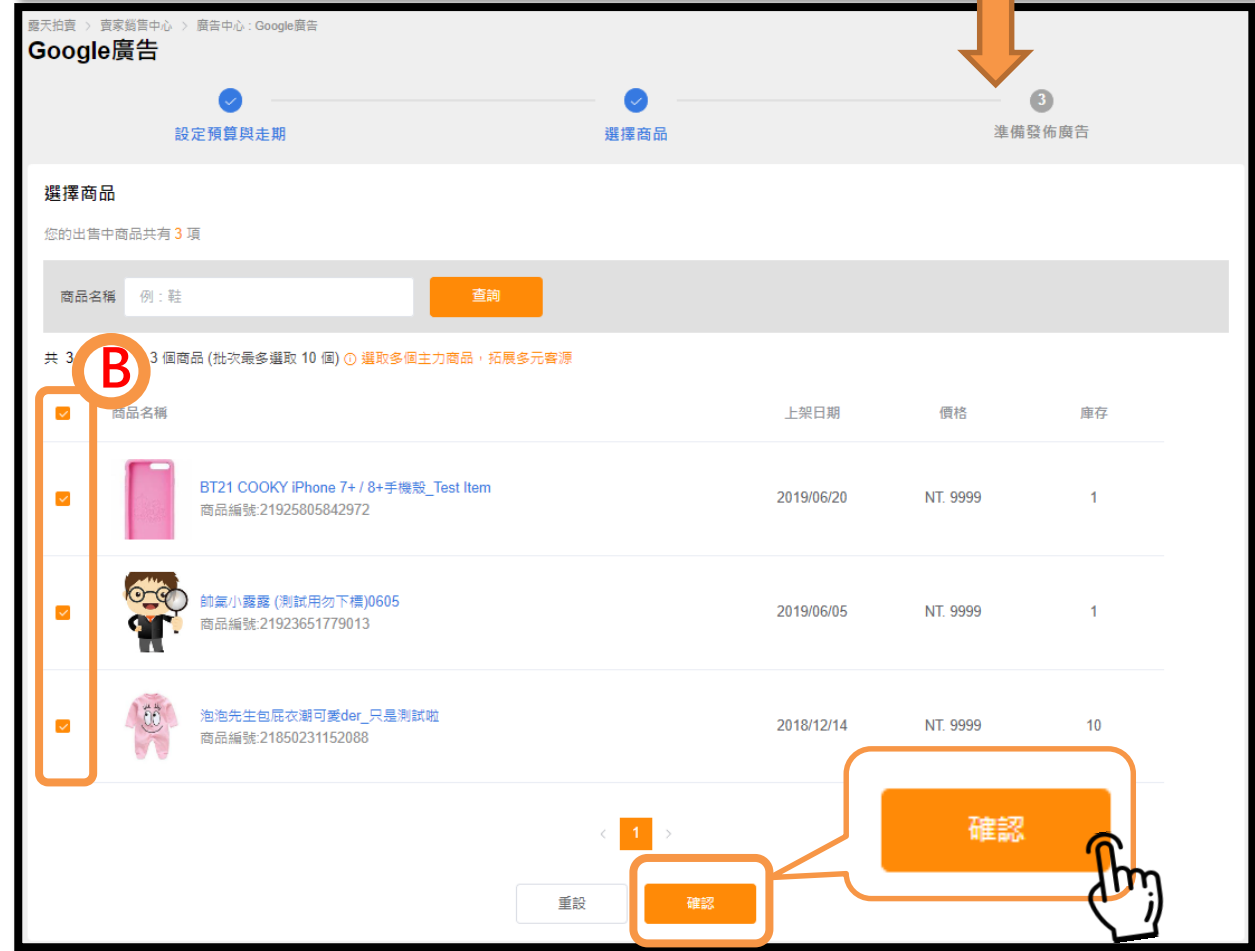 露天拍賣 > 賣家銷售中心 > 廣告中心 : Google廣告
Google廣告
3
設定預算與走期 選擇商品 準備發佈廣告
選擇商品
您的出售中商品共有 3 項
商品名稱 例：鞋 查詢
共 3 3 個商品 (批次最多選取 10 個) 選取多個主力商品，拓展多元客源
B
商品名稱 上架日期 價格 庫存
BT21 COOKY iPhone 7+ / 8+手機殼_Test Item
商品編號:21925805842972
2019/06/20 NT. 9999 1
帥氣小露露 (測試用勿下標)0605
商品編號:21923651779013
2019/06/05 NT. 9999 1
泡泡先生包屁衣潮可愛der_只是測試啦
商品編號:21850231152088
2018/12/14 NT. 9999 10
< 1 >
確認
重設 確認